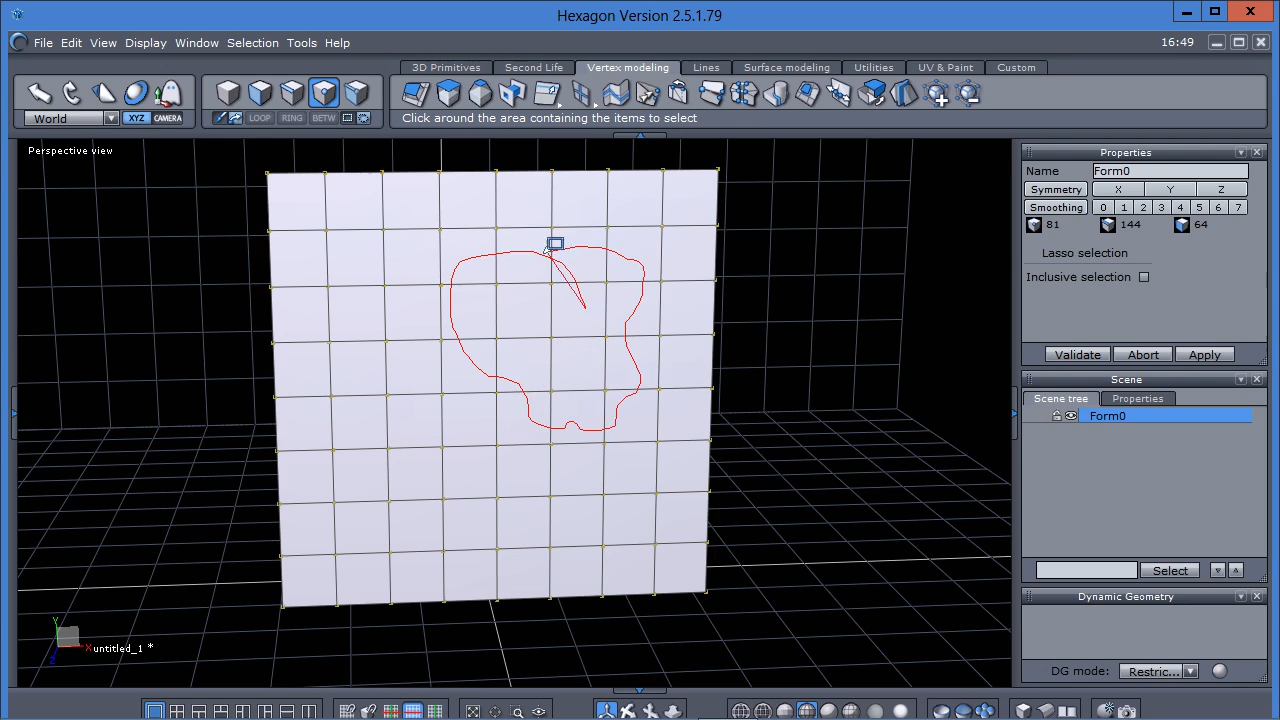 Hexagon Version 2.5.1.79
File Edit View Display Window Selection Tools Help
16:49
3D Primitives Second Life Vertex modeling Lines Surface modeling Utilities UV & Paint Custom
World XYZ CAMERA LOOP RING BETW
Click around the area containing the items to select
Perspective view
Properties
Name Form0
Symmetry X Y Z
Smoothing 0 1 2 3 4 5 6 7
81 144 64
Lasso selection
Inclusive selection
Validate Abort Apply
Scene
Scene tree Properties
Form0
Select
Dynamic Geometry
DG mode: Restric...
Y
X
Z
untitled_1 *